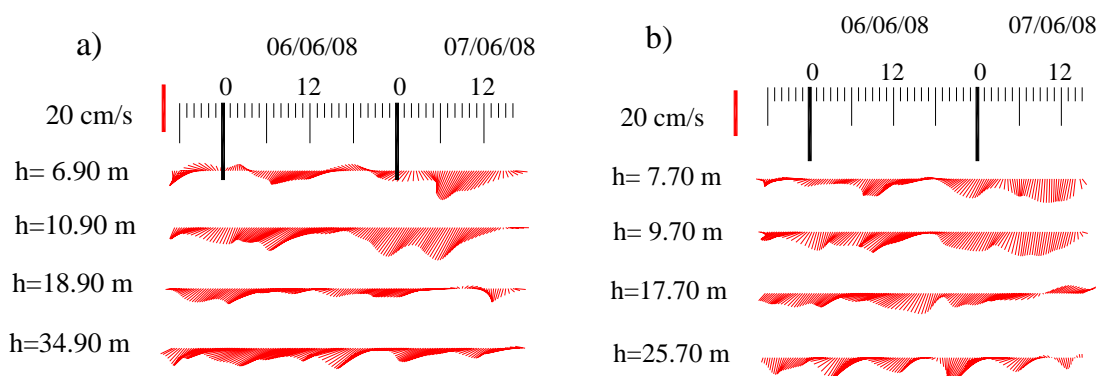 a)
06/06/08 07/06/08
0 12 0 12
20 cm/s
h= 6.90 m
h=10.90 m
h=18.90 m
h=34.90 m
b)
06/06/08 07/06/08
0 12 0 12
20 cm/s
h= 7.70 m
h= 9.70 m
h=17.70 m
h=25.70 m